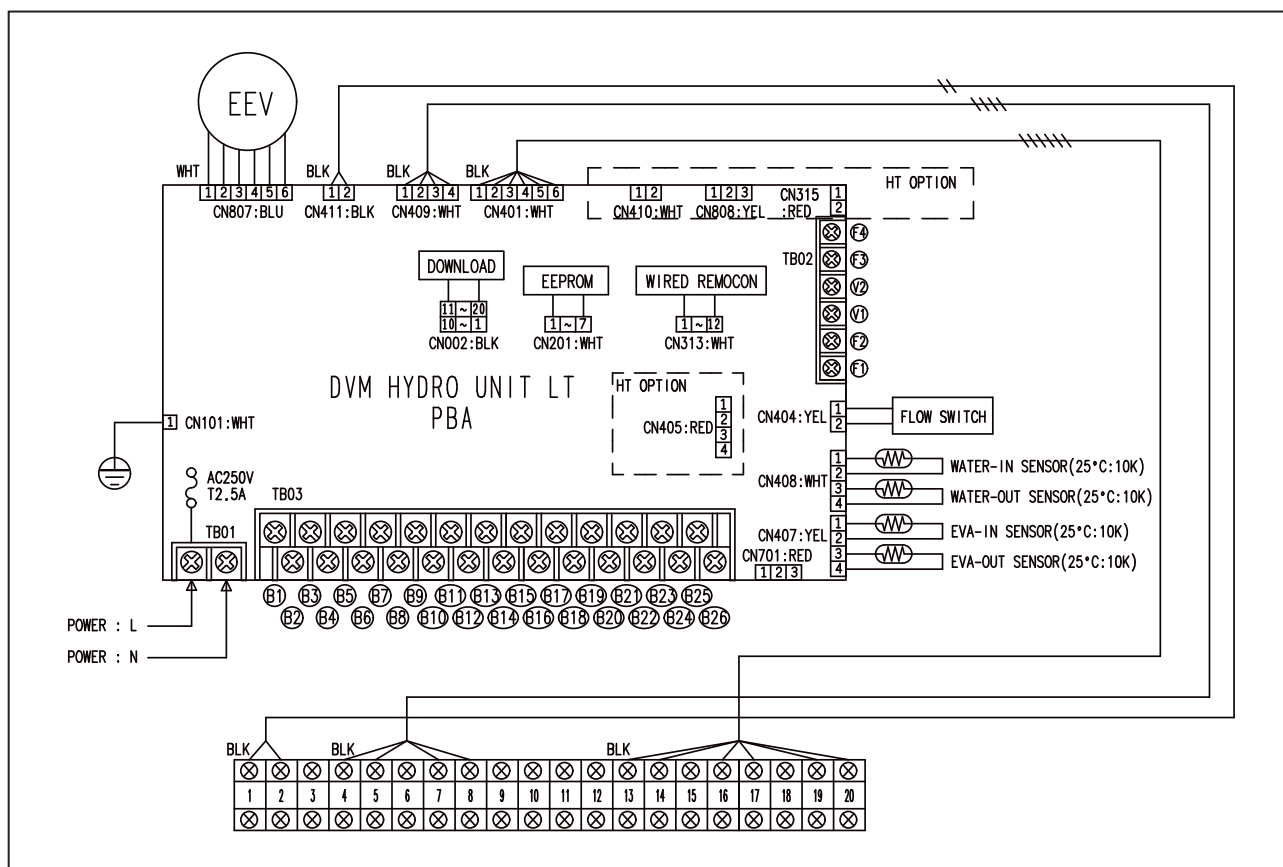 EEV
WHT
BLK
BLK
BLK
HT OPTION
1 2 3 4 5 6
1 2
1 2 3 4
1 2 3 4 5 6
1 2
1 2 3
CN315
:RED
1
2
CN807:BLU
CN411:BLK
CN409:WHT
CN401:WHT
CN410:WHT
CN808:YEL
TB02
F4
F3
V2
V1
F2
F1
DOWNLOAD
11 ~ 20
10 ~ 1
CN002:BLK
EEPROM
1 ~ 7
CN201:WHT
WIRED REMOCON
1 ~ 12
CN313:WHT
DVM HYDRO UNIT LT
PBA
HT OPTION
CN405:RED
1
2
3
4
CN404:YEL
1
2
FLOW SWITCH
1 CN101:WHT
CN408:WHT
1
2
3
4
WATER-IN SENSOR(25°C:10K)
WATER-OUT SENSOR(25°C:10K)
CN407:YEL
1
2
3
4
EVA-IN SENSOR(25°C:10K)
EVA-OUT SENSOR(25°C:10K)
CN701:RED
1 2 3
AC250V
T2.5A
TB01
TB03
B1 B3 B5 B7 B9 B11 B13 B15 B17 B19 B21 B23 B25
B2 B4 B6 B8 B10 B12 B14 B16 B18 B20 B22 B24 B26
POWER : L
POWER : N
BLK
BLK
BLK
1 2 3 4 5 6 7 8 9 10 11 12 13 14 15 16 17 18 19 20